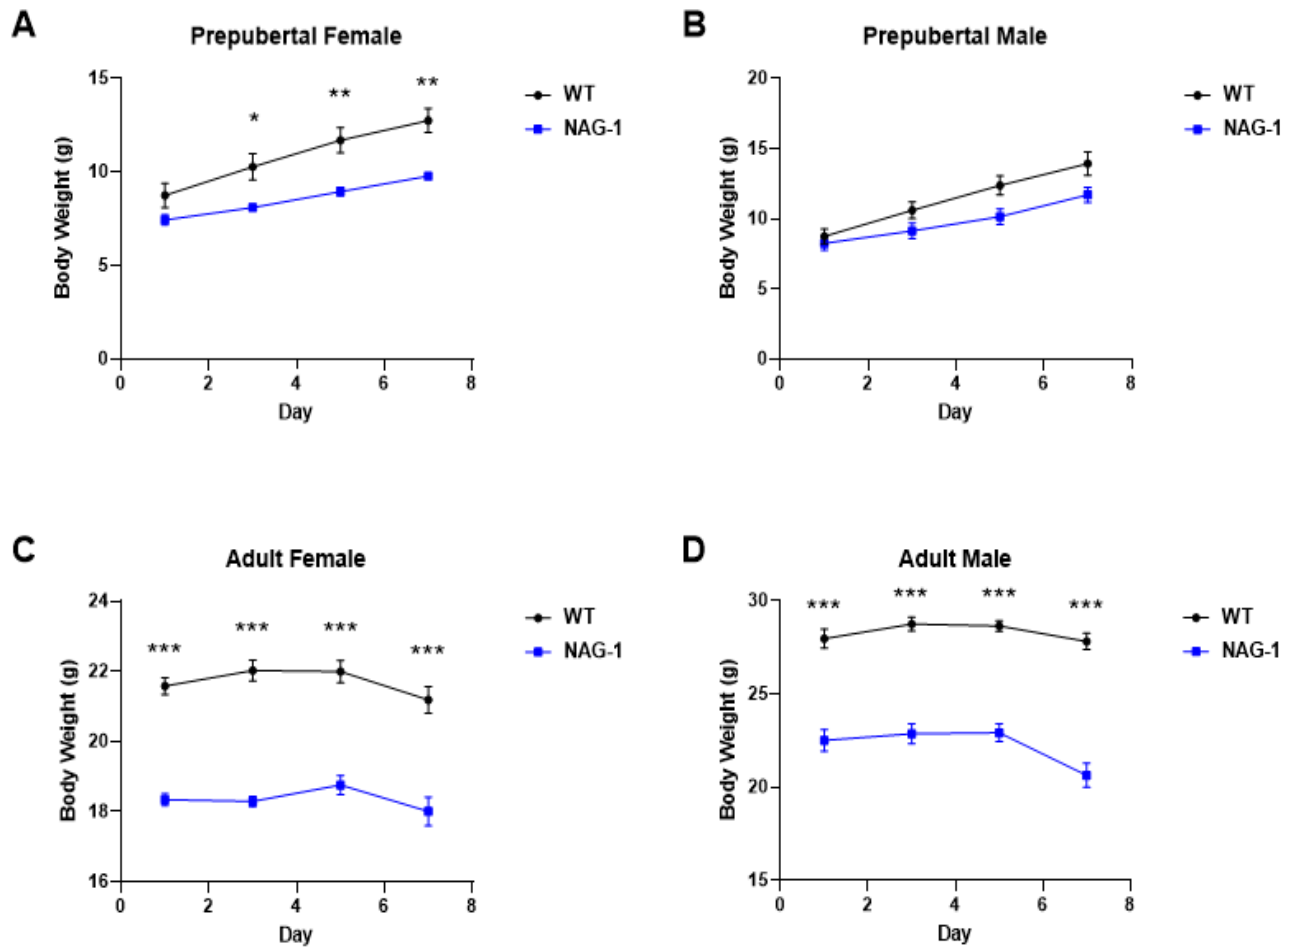 A
Prepubertal Female
15
10
5
0
Body Weight (g)
* ** **
0 2 4 6 8
Day
WT
NAG-1
B
Prepubertal Male
20
15
10
5
0
Body Weight (g)
0 2 4 6 8
Day
WT
NAG-1
C
Adult Female
24
22
20
18
16
Body Weight (g)
*** *** *** ***
0 2 4 6 8
Day
WT
NAG-1
D
Adult Male
30
25
20
15
Body Weight (g)
*** *** *** ***
0 2 4 6 8
Day
WT
NAG-1